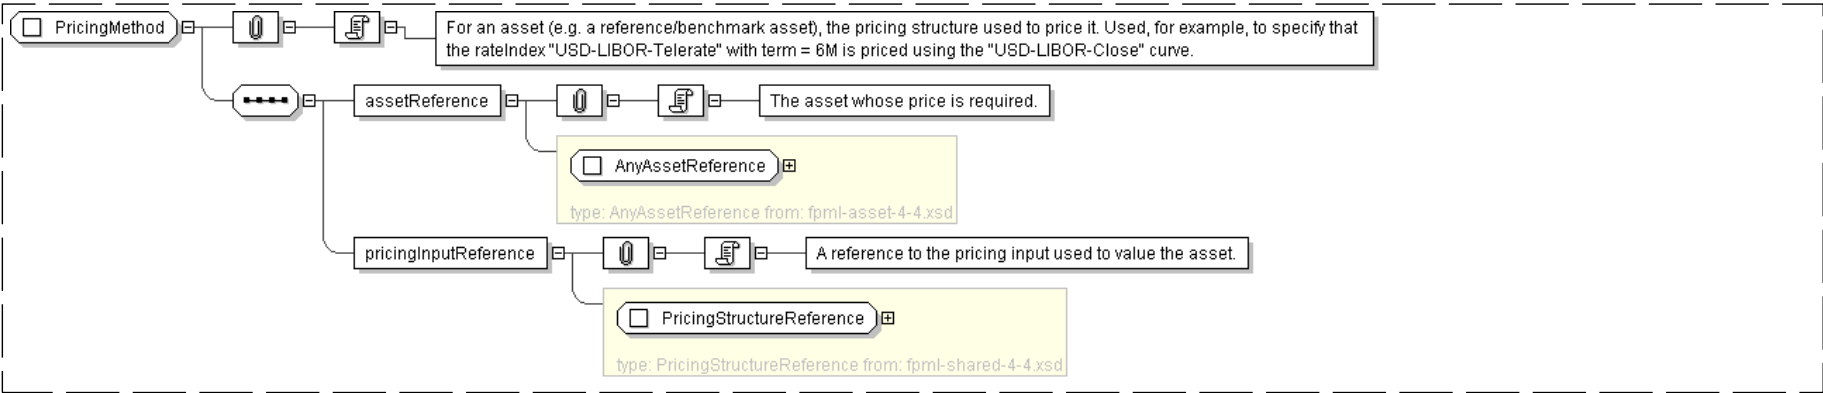 PricingMethod
For an asset (e.g. a reference/benchmark asset), the pricing structure used to price it. Used, for example, to specify that
the rateIndex "USD-LIBOR-Telerate" with term = 6M is priced using the "USD-LIBOR-Close" curve.
assetReference
The asset whose price is required.
AnyAssetReference
type: AnyAssetReference from: fpml-asset-4-4.xsd
pricingInputReference
A reference to the pricing input used to value the asset.
PricingStructureReference
type: PricingStructureReference from: fpml-shared-4-4.xsd